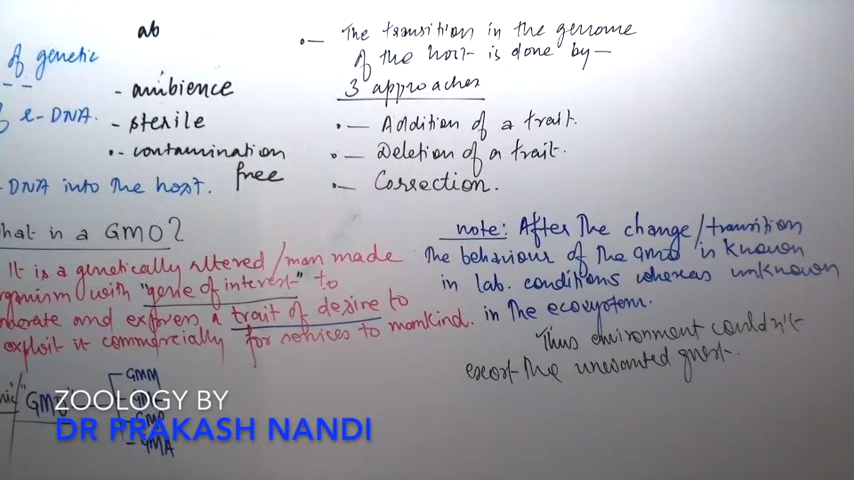 ab
of genetic
- ambience
r-DNA.
- sterile
•- contamination
free
DNA into the host.
•— The transition in the genome
of the host is done by—
3 approaches
•— Addition of a trait.
•— Deletion of a trait.
•— Correction.
What is a GMO?
It is a genetically altered/man made
organism with "gene of interest" to
and express a trait of desire to
exploit it commercially for services to mankind.
note: After the change/transition
the behaviour of the GMO is known
in lab. conditions whereas unknown
in the ecosystem.
Thus environment couldn't
escort the unwanted guest.
"GMO"
- GMM
- GMA
ZOOLOGY BY
DR PRAKASH NANDI